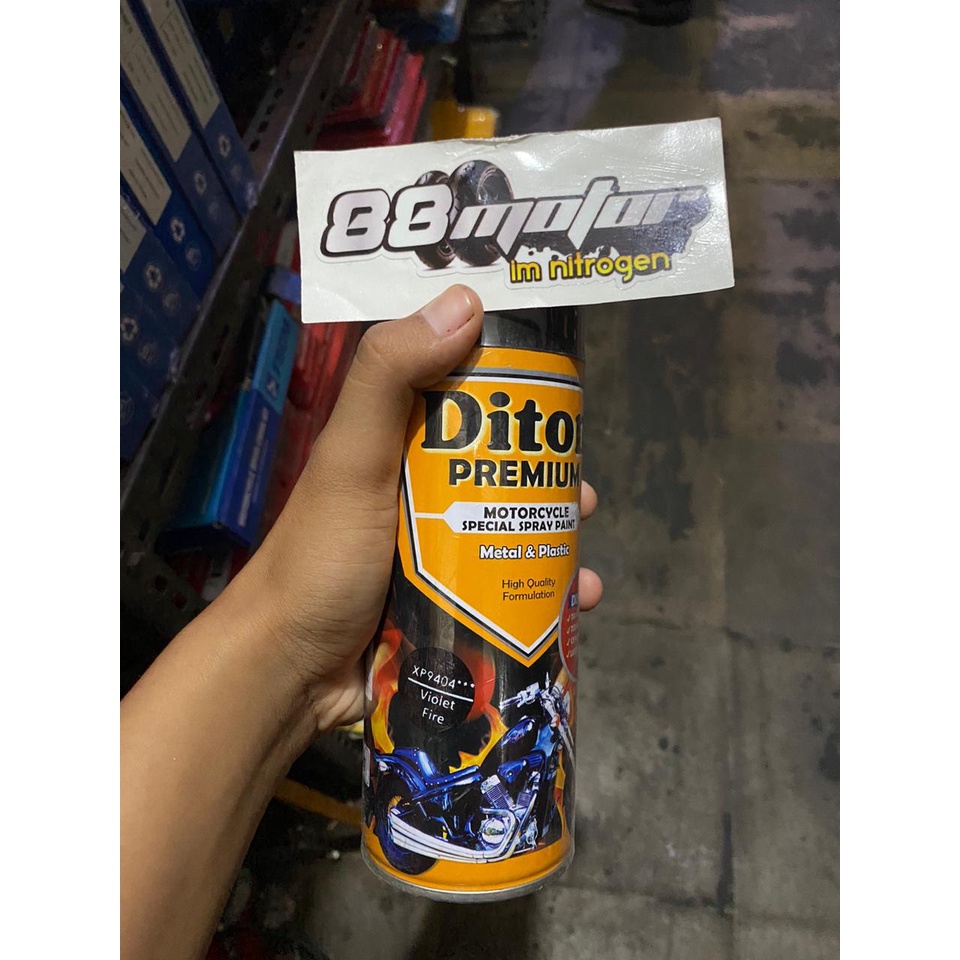 88motor
im nitrogen
Diton
PREMIUM
MOTORCYCLE
SPECIAL SPRAY PAINT
Metal & Plastic
High Quality
Formulation
XP9404***
Violet
Fire